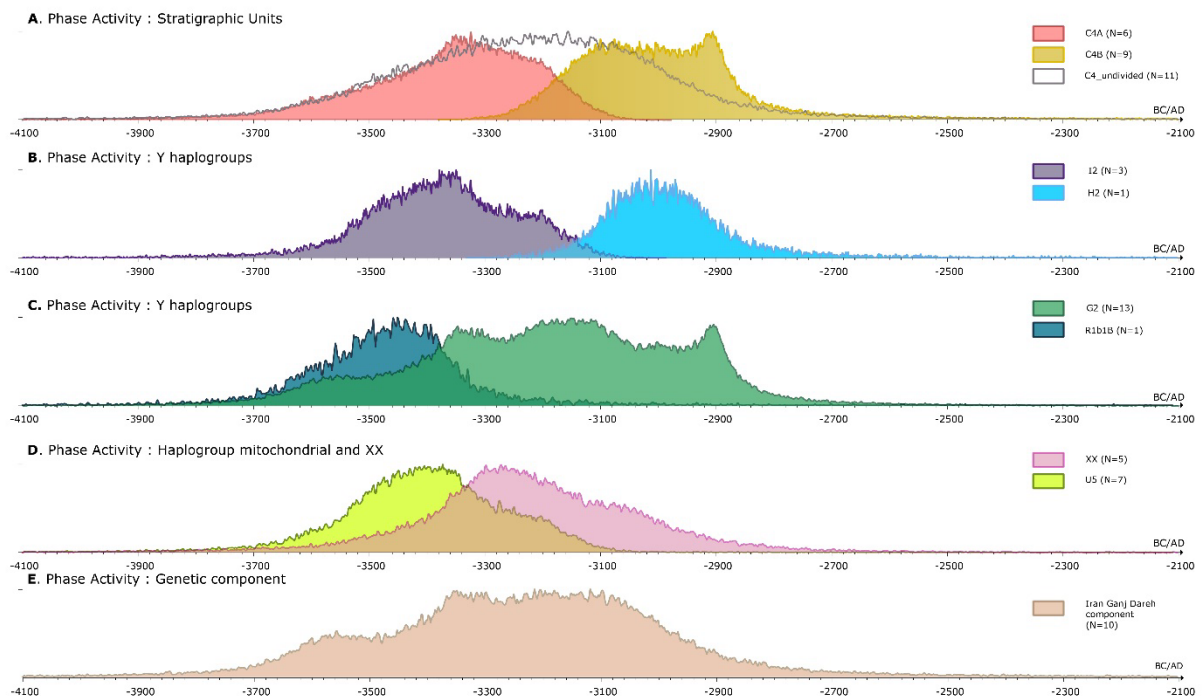 A. Phase Activity : Stratigraphic Units
C4A (N=6)
C4B (N=9)
C4_undivided (N=11)
BC/AD
-4100 -3900 -3700 -3500 -3300 -3100 -2900 -2700 -2500 -2300 -2100
B. Phase Activity : Y haplogroups
I2 (N=3)
H2 (N=1)
BC/AD
-4100 -3900 -3700 -3500 -3300 -3100 -2900 -2700 -2500 -2300 -2100
C. Phase Activity : Y haplogroups
G2 (N=13)
R1b1B (N=1)
BC/AD
-4100 -3900 -3700 -3500 -3300 -3100 -2900 -2700 -2500 -2300 -2100
D. Phase Activity : Haplogroup mitochondrial and XX
XX (N=5)
U5 (N=7)
BC/AD
-4100 -3900 -3700 -3500 -3300 -3100 -2900 -2700 -2500 -2300 -2100
E. Phase Activity : Genetic component
Iran Ganj Dareh
component
(N=10)
BC/AD
-4100 -3900 -3700 -3500 -3300 -3100 -2900 -2700 -2500 -2300 -2100